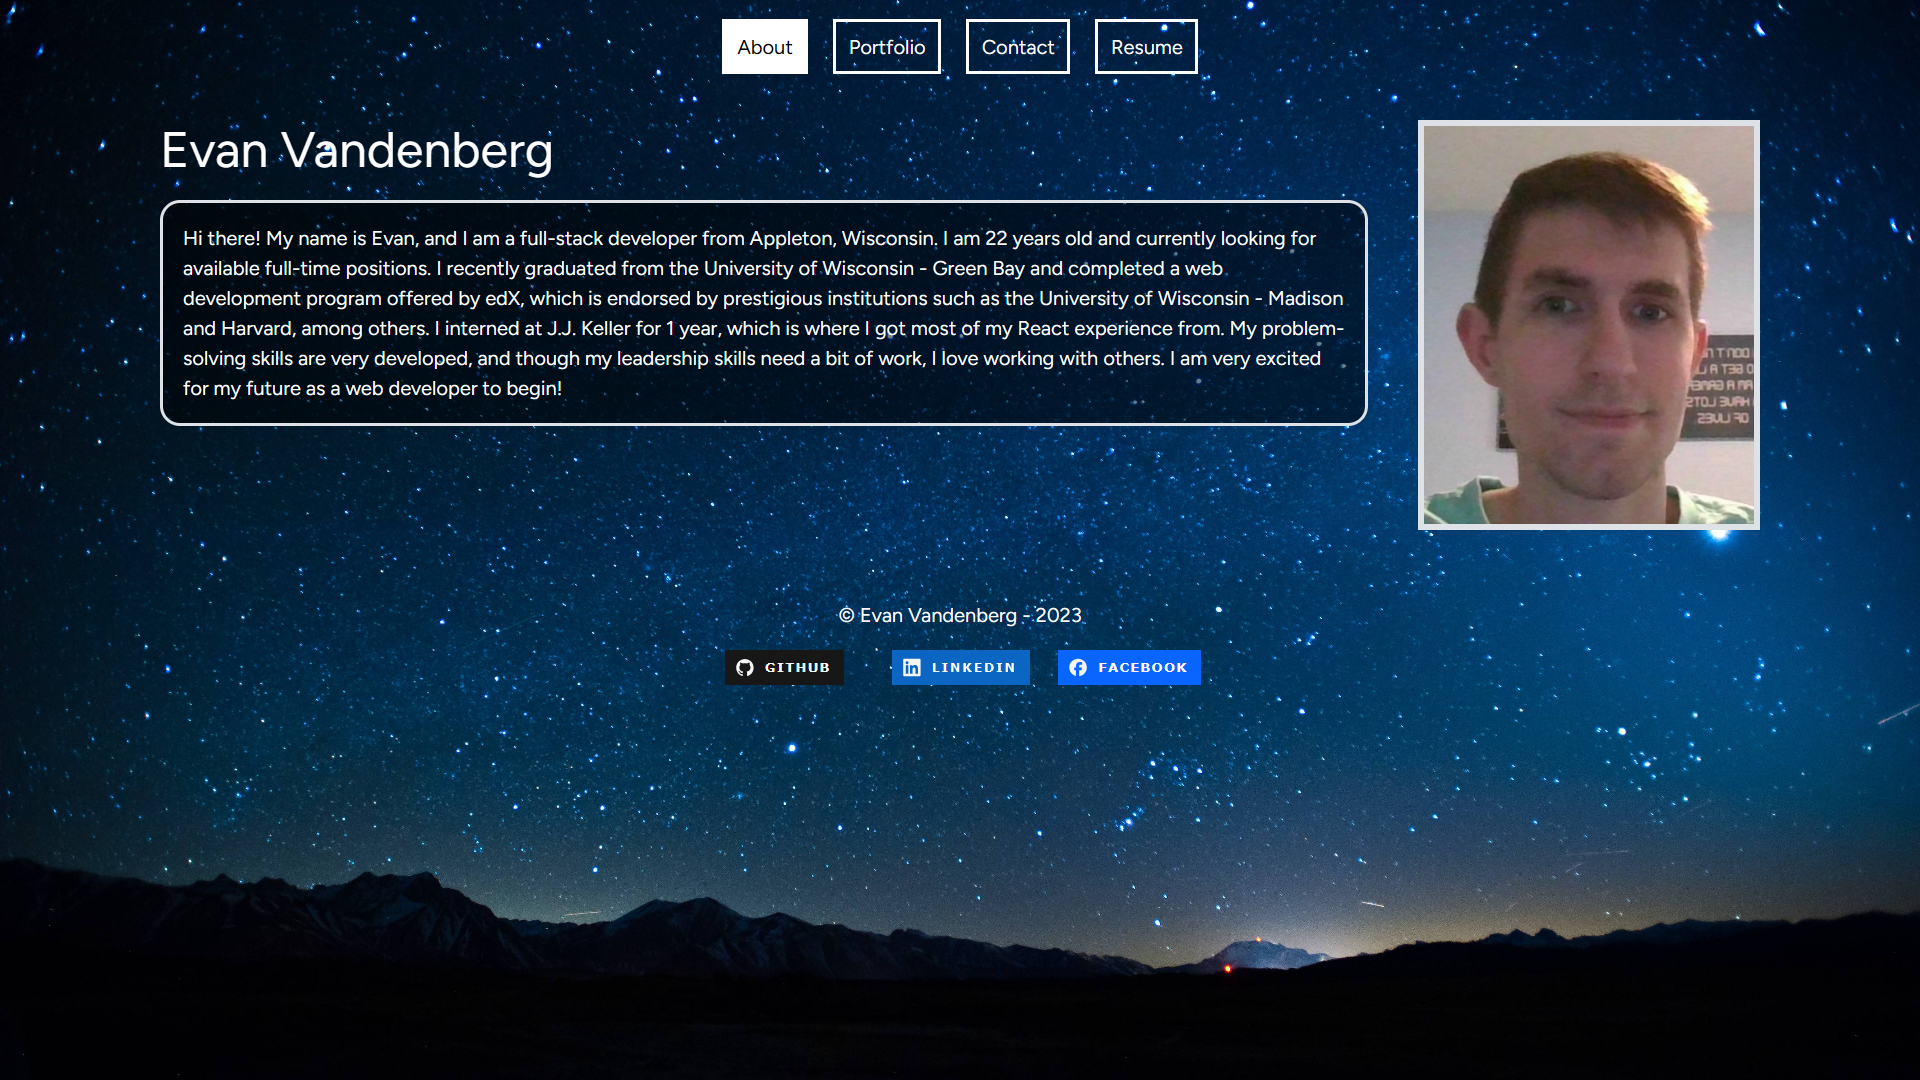 About
Portfolio
Contact
Resume
Evan Vandenberg
Hi there! My name is Evan, and I am a full-stack developer from Appleton, Wisconsin. I am 22 years old and currently looking for
available full-time positions. I recently graduated from the University of Wisconsin - Green Bay and completed a web
development program offered by edX, which is endorsed by prestigious institutions such as the University of Wisconsin - Madison
and Harvard, among others. I interned at J.J. Keller for 1 year, which is where I got most of my React experience from. My problem-
solving skills are very developed, and though my leadership skills need a bit of work, I love working with others. I am very excited
for my future as a web developer to begin!
© Evan Vandenberg - 2023
GITHUB
LINKEDIN
FACEBOOK